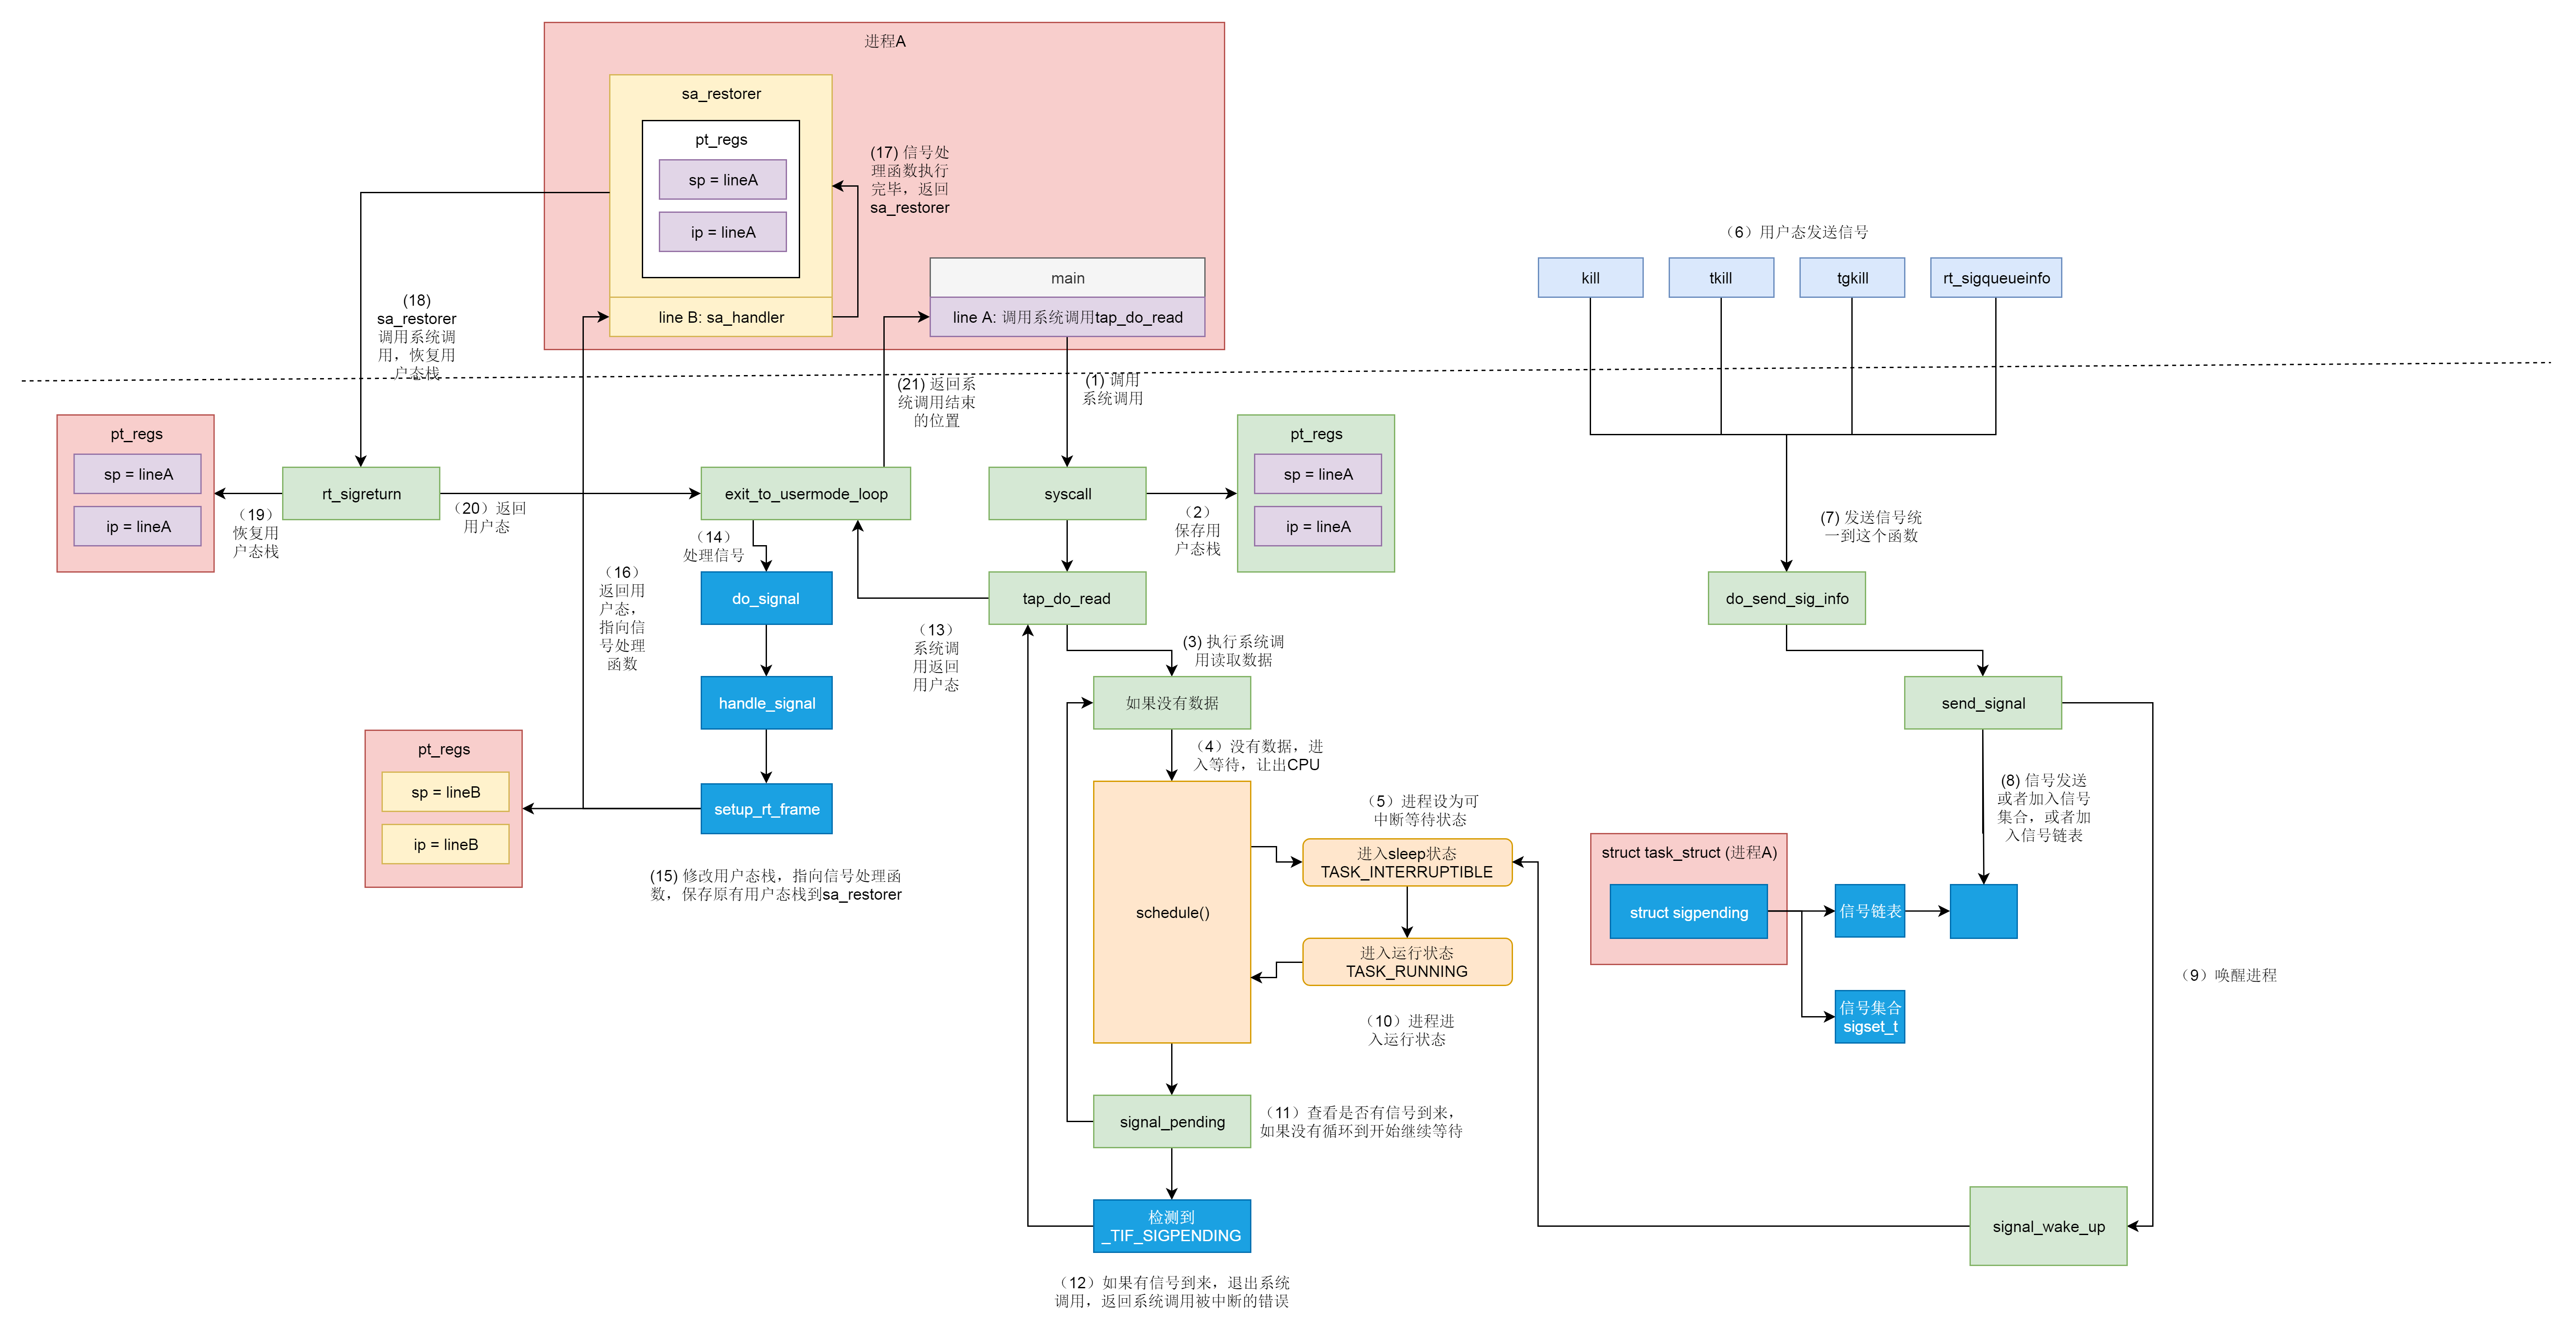 进程A
sa_restorer
pt_regs
sp = lineA
ip = lineA
line B: sa_handler
(17) 信号处
理函数执行
完毕，返回
sa_restorer
main
line A: 调用系统调用tap_do_read
(18)
sa_restorer
调用系统调
用，恢复用
户态栈
（6）用户态发送信号
kill
tkill
tgkill
rt_sigqueueinfo
(21) 返回系
统调用结束
的位置
(1) 调用
系统调用
pt_regs
sp = lineA
ip = lineA
（19）
恢复用
户态栈
rt_sigreturn
（20）返回
用户态
exit_to_usermode_loop
syscall
（2）
保存用
户态栈
pt_regs
sp = lineA
ip = lineA
(7) 发送信号统
一到这个函数
（14）
处理信号
（16）
返回用
户态，
指向信
号处理
函数
do_signal
tap_do_read
do_send_sig_info
（13）
系统调
用返回
用户态
(3) 执行系统调
用读取数据
handle_signal
如果没有数据
send_signal
pt_regs
sp = lineB
ip = lineB
setup_rt_frame
（4）没有数据，进
入等待，让出CPU
(15) 修改用户态栈，指向信号处理函
数，保存原有用户态栈到sa_restorer
schedule()
（5）进程设为可
中断等待状态
进入sleep状态
TASK_INTERRUPTIBLE
进入运行状态
TASK_RUNNING
（10）进程进
入运行状态
(8) 信号发送
或者加入信号
集合，或者加
入信号链表
struct task_struct (进程A)
struct sigpending
信号链表
信号集合
sigset_t
（9）唤醒进程
signal_pending
（11）查看是否有信号到来，
如果没有循环到开始继续等待
检测到
_TIF_SIGPENDING
signal_wake_up
（12）如果有信号到来，退出系统
调用，返回系统调用被中断的错误